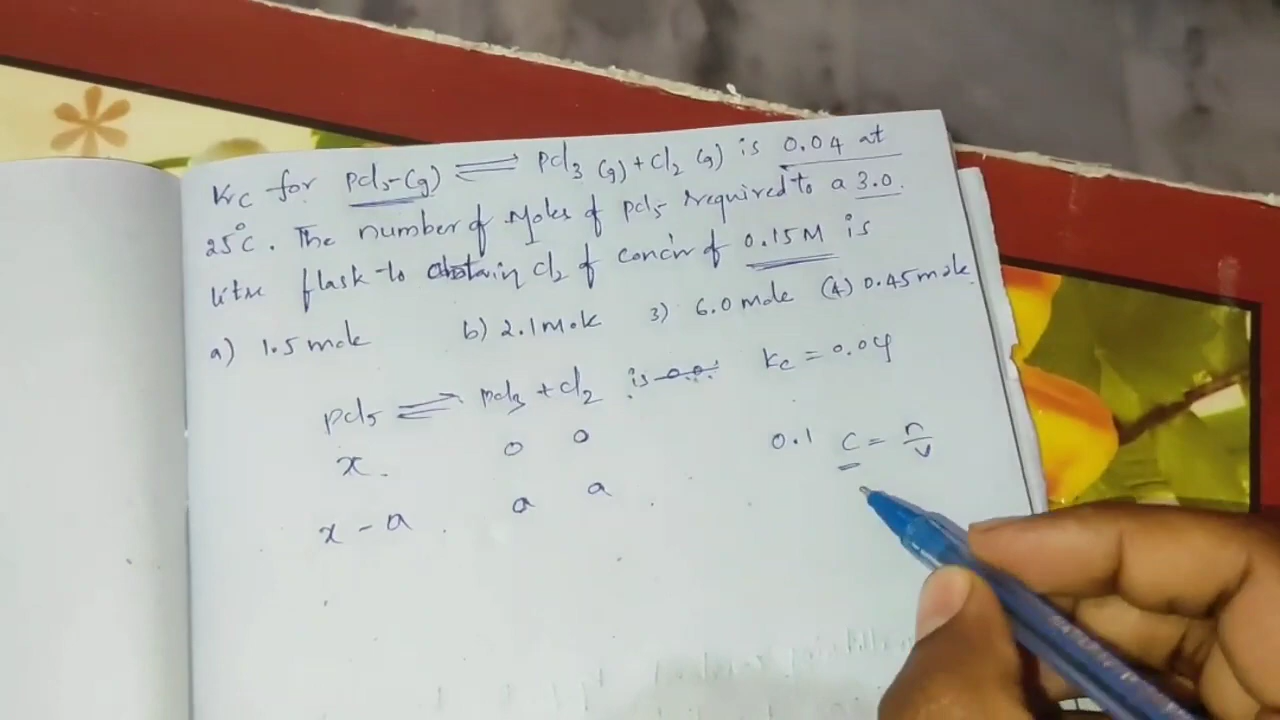 Kc for pcl5(g) ⇌ pcl3 (g) + Cl2 (g) is 0.04 at
25°C. The number of Moles of pcl5 required to a 3.0
litre flask to obtain cl2 of conc'n of 0.15M is
a) 1.5 mole b) 2.1 mole 3) 6.0 mole (4) 0.45 mole
pcl5 ⇌ pcl3 + cl2 is kc = 0.04
x. 0 0 0.1 c = n/v
x - a a a